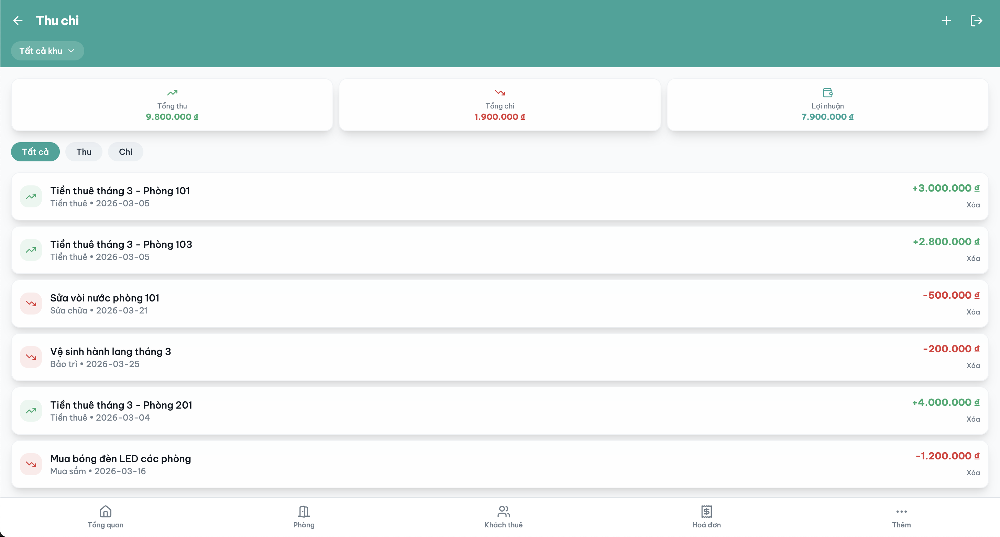 Thu chi
Tất cả khu
Tổng thu
9.800.000 ₫
Tổng chi
1.900.000 ₫
Lợi nhuận
7.900.000 ₫
Tất cả
Thu
Chi
Tiền thuê tháng 3 - Phòng 101
Tiền thuê • 2026-03-05
+3.000.000 ₫
Xóa
Tiền thuê tháng 3 - Phòng 103
Tiền thuê • 2026-03-05
+2.800.000 ₫
Xóa
Sửa vòi nước phòng 101
Sửa chữa • 2026-03-21
-500.000 ₫
Xóa
Vệ sinh hành lang tháng 3
Bảo trì • 2026-03-25
-200.000 ₫
Xóa
Tiền thuê tháng 3 - Phòng 201
Tiền thuê • 2026-03-04
+4.000.000 ₫
Xóa
Mua bóng đèn LED các phòng
Mua sắm • 2026-03-16
-1.200.000 ₫
Xóa
Tổng quan
Phòng
Khách thuê
Hoá đơn
Thêm